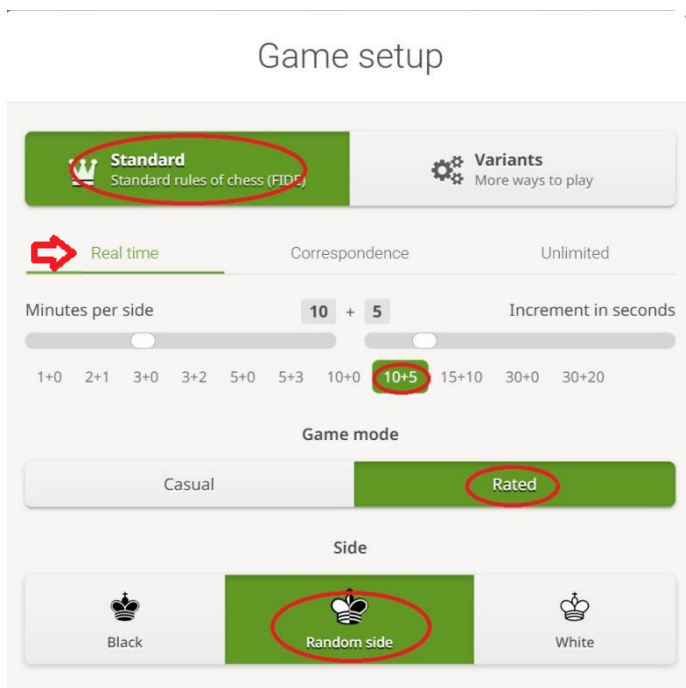 Game setup
Standard
Standard rules of chess (FIDE)
Variants
More ways to play
Real time Correspondence Unlimited
Minutes per side 10 + 5 Increment in seconds
1+0 2+1 3+0 3+2 5+0 5+3 10+0 10+5 15+10 30+0 30+20
Game mode
Casual Rated
Side
Black Random side White